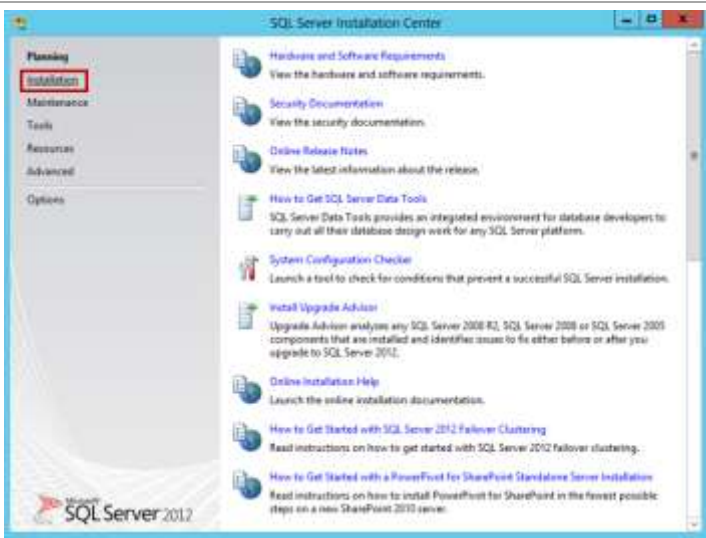 SQL Server Installation Center
Planning
Installation
Maintenance
Tools
Resources
Advanced
Options
Hardware and Software Requirements
View the hardware and software requirements.
Security Documentation
View the security documentation.
Online Release Notes
View the latest information about the release.
How to Get SQL Server Data Tools
SQL Server Data Tools provides an integrated environment for database developers to
carry out all their database design work for any SQL Server platform.
System Configuration Checker
Launch a tool to check for conditions that prevent a successful SQL Server installation.
Install Upgrade Advisor
Upgrade Advisor analyzes any SQL Server 2008 R2, SQL Server 2008 or SQL Server 2005
components that are installed and identifies issues to fix either before or after you
upgrade to SQL Server 2012.
Online Installation Help
Launch the online installation documentation.
How to Get Started with SQL Server 2012 Failover Clustering
Read instructions on how to get started with SQL Server 2012 failover clustering.
How to Get Started with a PowerPivot for SharePoint Standalone Server Installation
Read instructions on how to install PowerPivot for SharePoint in the fewest possible
steps on a new SharePoint 2010 server.
Microsoft
SQL Server 2012